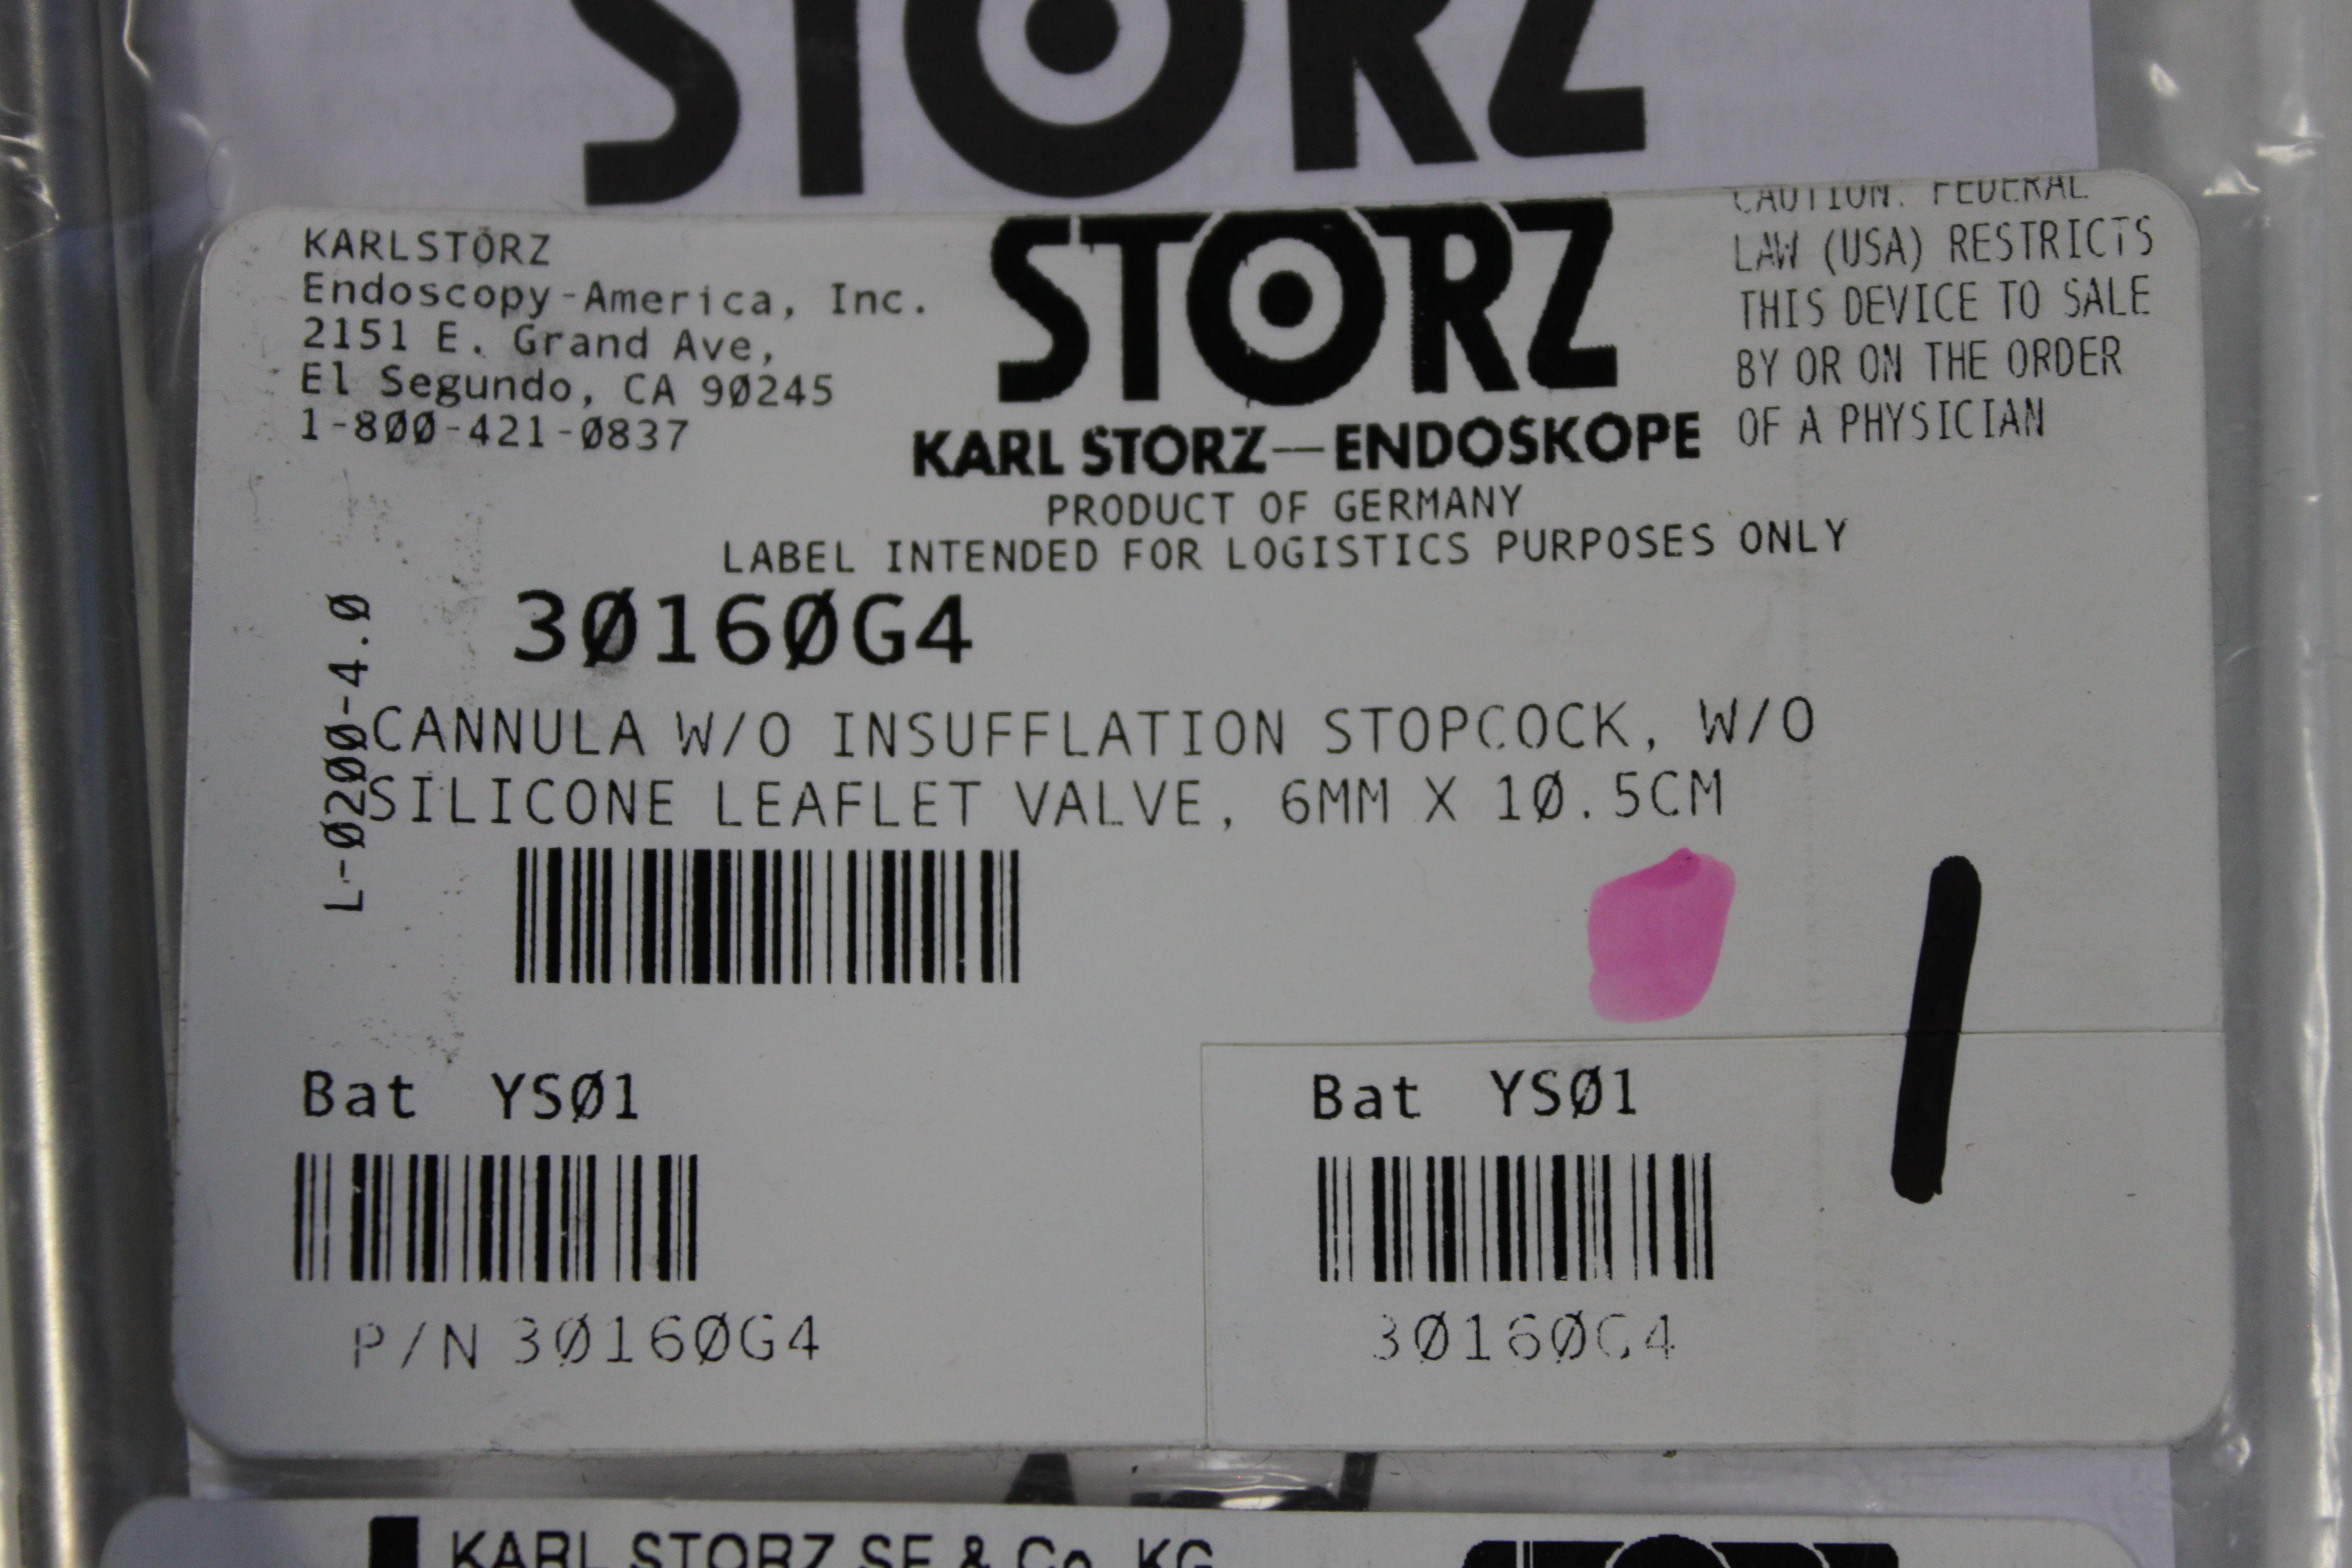 STORZ
KARLSTORZ
Endoscopy-America, Inc.
2151 E. Grand Ave,
El Segundo, CA 90245
1-800-421-0837
STORZ
KARL STORZ—ENDOSKOPE
PRODUCT OF GERMANY
LABEL INTENDED FOR LOGISTICS PURPOSES ONLY
CAUTION: FEDERAL
LAW (USA) RESTRICTS
THIS DEVICE TO SALE
BY OR ON THE ORDER
OF A PHYSICIAN
L-0200-4.0
30160G4
CANNULA W/O INSUFFLATION STOPCOCK, W/O
SILICONE LEAFLET VALVE, 6MM X 10.5CM
1
Bat YS01
P/N 30160G4
Bat YS01
30160G4
KARL STORZ SE & Co. KG
STORZ